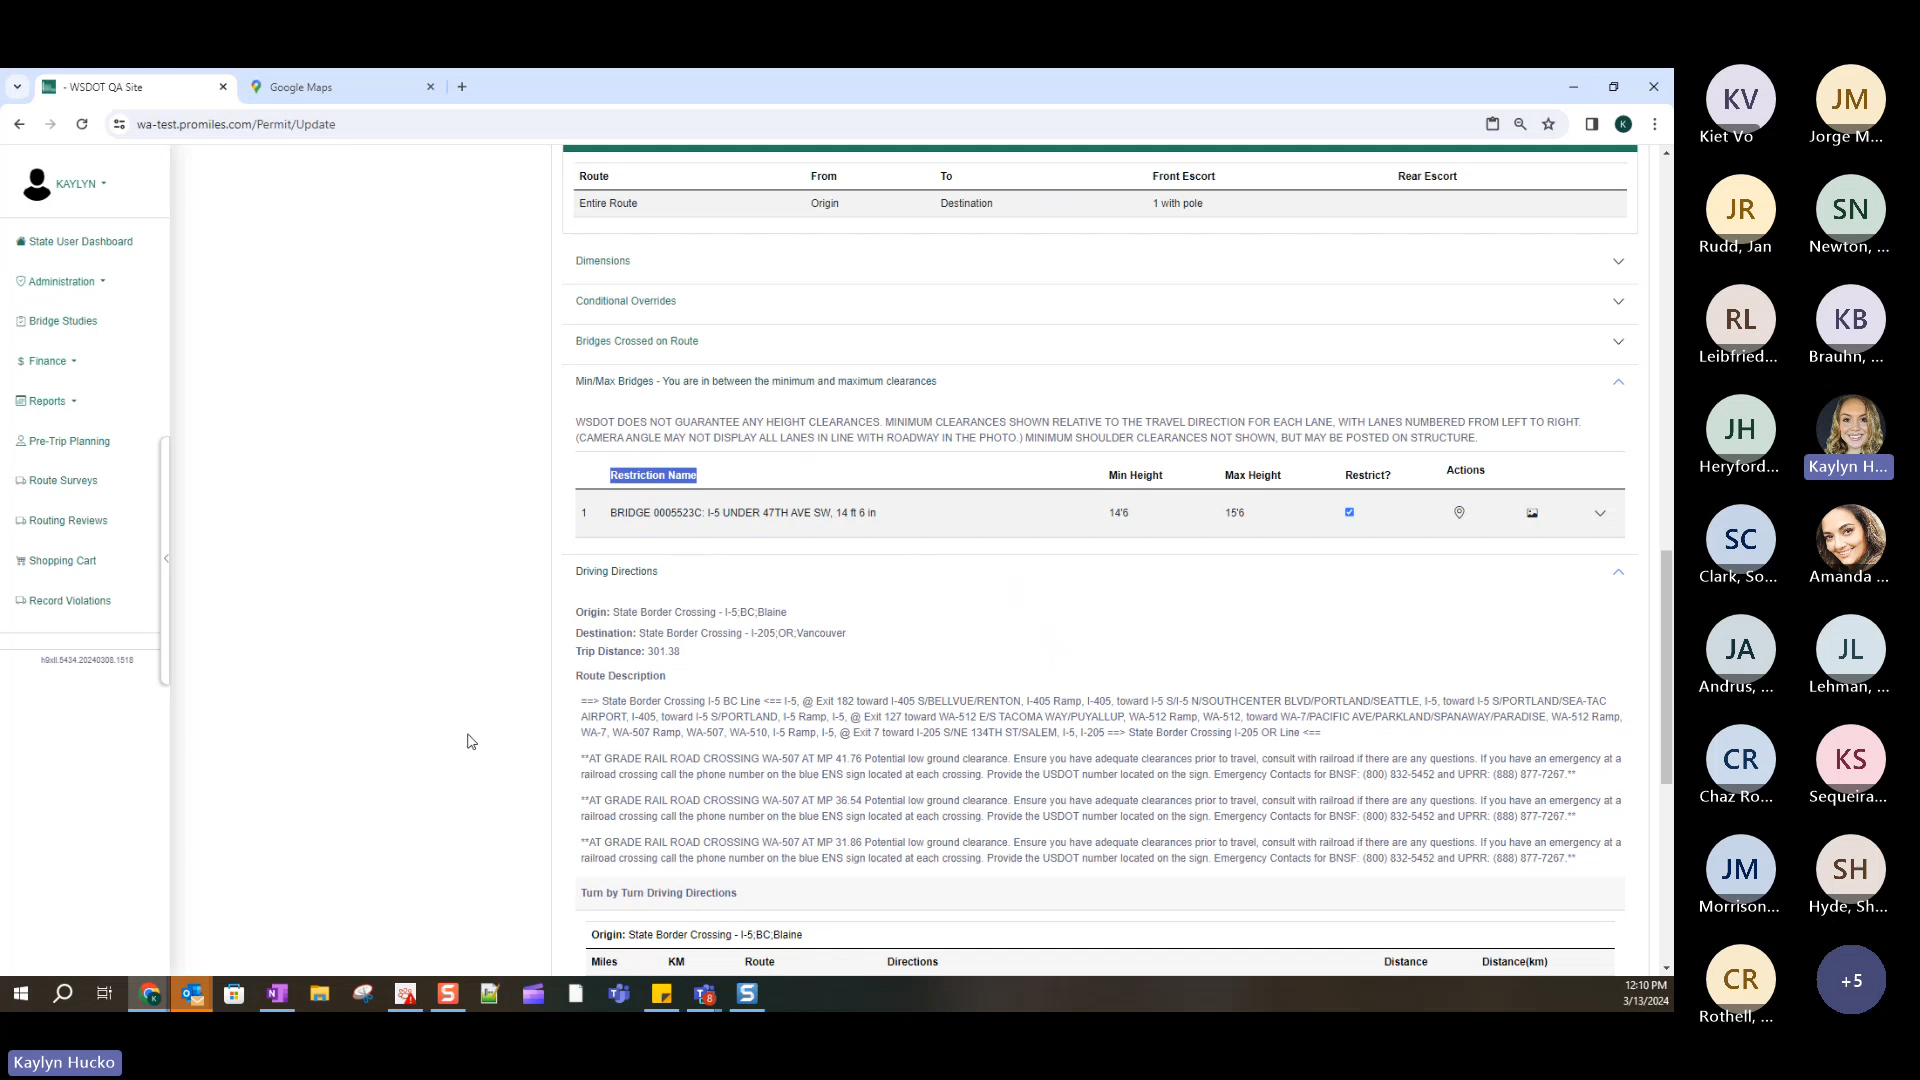 - WSDOT QA Site
Google Maps
wa-test.promiles.com/Permit/Update
K
KAYLYN
State User Dashboard
Administration
Bridge Studies
$ Finance
Reports
Pre-Trip Planning
Route Surveys
Routing Reviews
Shopping Cart
Record Violations
h9xII.5434.20240308.1518
Route From To Front Escort Rear Escort
Entire Route Origin Destination 1 with pole
Dimensions
Conditional Overrides
Bridges Crossed on Route
Min/Max Bridges - You are in between the minimum and maximum clearances
WSDOT DOES NOT GUARANTEE ANY HEIGHT CLEARANCES. MINIMUM CLEARANCES SHOWN RELATIVE TO THE TRAVEL DIRECTION FOR EACH LANE, WITH LANES NUMBERED FROM LEFT TO RIGHT.
(CAMERA ANGLE MAY NOT DISPLAY ALL LANES IN LINE WITH ROADWAY IN THE PHOTO.) MINIMUM SHOULDER CLEARANCES NOT SHOWN, BUT MAY BE POSTED ON STRUCTURE.
Restriction Name Min Height Max Height Restrict? Actions
1 BRIDGE 0005523C: I-5 UNDER 47TH AVE SW, 14 ft 6 in 14'6 15'6
Driving Directions
Origin: State Border Crossing - I-5;BC;Blaine
Destination: State Border Crossing - I-205;OR;Vancouver
Trip Distance: 301.38
Route Description
==> State Border Crossing I-5 BC Line <== I-5, @ Exit 182 toward I-405 S/BELLVUE/RENTON, I-405 Ramp, I-405, toward I-5 S/I-5 N/SOUTHCENTER BLVD/PORTLAND/SEATTLE, I-5, toward I-5 S/PORTLAND/SEA-TAC
AIRPORT, I-405, toward I-5 S/PORTLAND, I-5 Ramp, I-5, @ Exit 127 toward WA-512 E/S TACOMA WAY/PUYALLUP, WA-512 Ramp, WA-512, toward WA-7/PACIFIC AVE/PARKLAND/SPANAWAY/PARADISE, WA-512 Ramp,
WA-7, WA-507 Ramp, WA-507, WA-510, I-5 Ramp, I-5, @ Exit 7 toward I-205 S/NE 134TH ST/SALEM, I-5, I-205 ==> State Border Crossing I-205 OR Line <==
**AT GRADE RAIL ROAD CROSSING WA-507 AT MP 41.76 Potential low ground clearance. Ensure you have adequate clearances prior to travel, consult with railroad if there are any questions. If you have an emergency at a
railroad crossing call the phone number on the blue ENS sign located at each crossing. Provide the USDOT number located on the sign. Emergency Contacts for BNSF: (800) 832-5452 and UPRR: (888) 877-7267.**
**AT GRADE RAIL ROAD CROSSING WA-507 AT MP 36.54 Potential low ground clearance. Ensure you have adequate clearances prior to travel, consult with railroad if there are any questions. If you have an emergency at a
railroad crossing call the phone number on the blue ENS sign located at each crossing. Provide the USDOT number located on the sign. Emergency Contacts for BNSF: (800) 832-5452 and UPRR: (888) 877-7267.**
**AT GRADE RAIL ROAD CROSSING WA-507 AT MP 31.86 Potential low ground clearance. Ensure you have adequate clearances prior to travel, consult with railroad if there are any questions. If you have an emergency at a
railroad crossing call the phone number on the blue ENS sign located at each crossing. Provide the USDOT number located on the sign. Emergency Contacts for BNSF: (800) 832-5452 and UPRR: (888) 877-7267.**
Turn by Turn Driving Directions
Origin: State Border Crossing - I-5;BC;Blaine
Miles KM Route Directions Distance Distance(km)
12:10 PM
3/13/2024
Kaylyn Hucko
KV JM
Kiet Vo Jorge M...
JR SN
Rudd, Jan Newton, ...
RL KB
Leibfried... Brauhn, ...
JH
Heryford... Kaylyn H...
SC
Clark, So... Amanda ...
JA JL
Andrus, ... Lehman, ...
CR KS
Chaz Ro... Sequeira...
JM SH
Morrison... Hyde, Sh...
CR +5
Rothell, ...